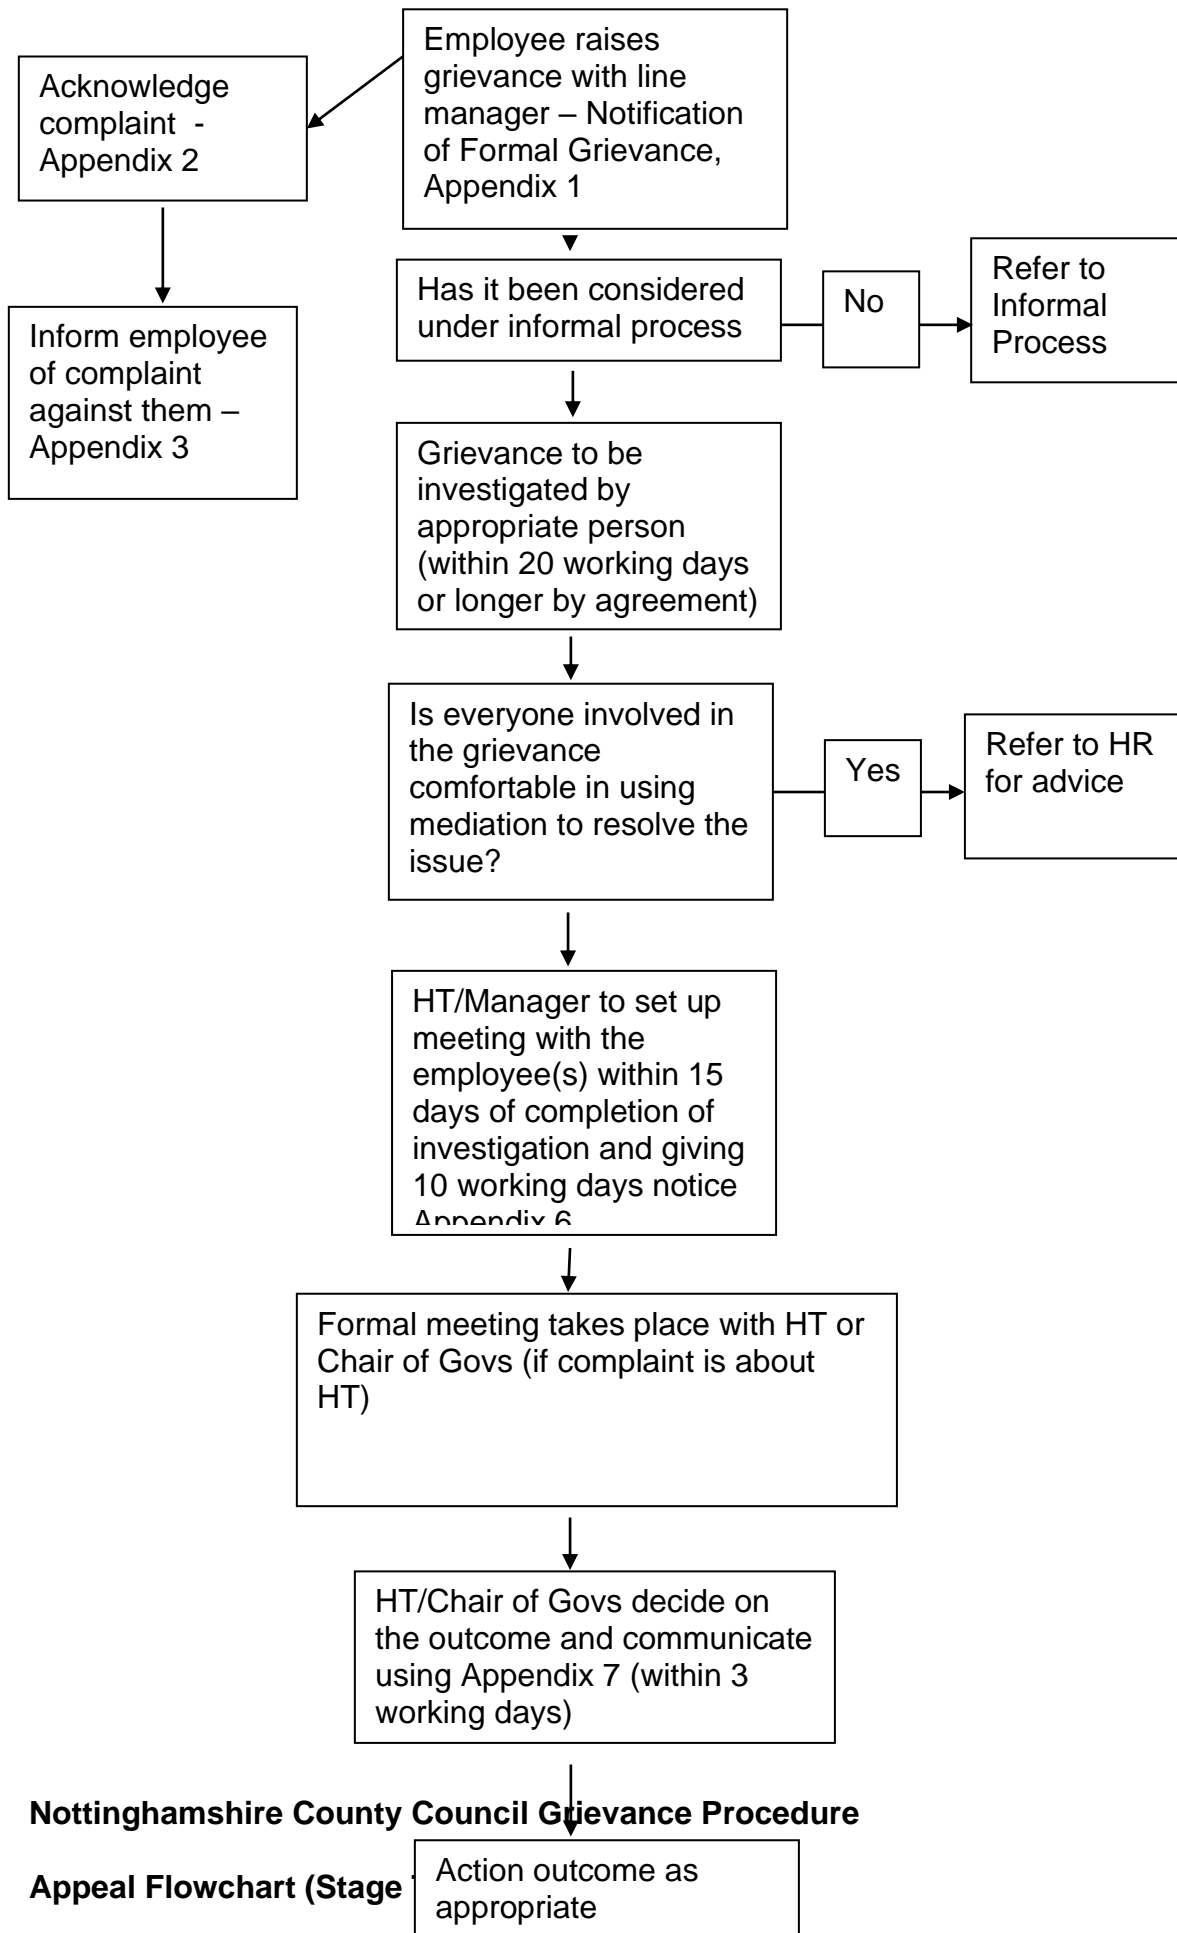 Employee raises
grievance with line
manager – Notification
of Formal Grievance,
Appendix 1
Acknowledge
complaint  -
Appendix 2
Inform employee
of complaint
against them –
Appendix 3
Has it been considered
under informal process
No
Refer to
Informal
Process
Grievance to be
investigated by
appropriate person
(within 20 working days
or longer by agreement)
Is everyone involved in
the grievance
comfortable in using
mediation to resolve the
issue?
Yes
Refer to HR
for advice
HT/Manager to set up
meeting with the
employee(s) within 15
days of completion of
investigation and giving
10 working days notice
Appendix 6
Formal meeting takes place with HT or
Chair of Govs (if complaint is about
HT)
HT/Chair of Govs decide on
the outcome and communicate
using Appendix 7 (within 3
working days)
Nottinghamshire County Council Grievance Procedure
Appeal Flowchart (Stage
Action outcome as
appropriate